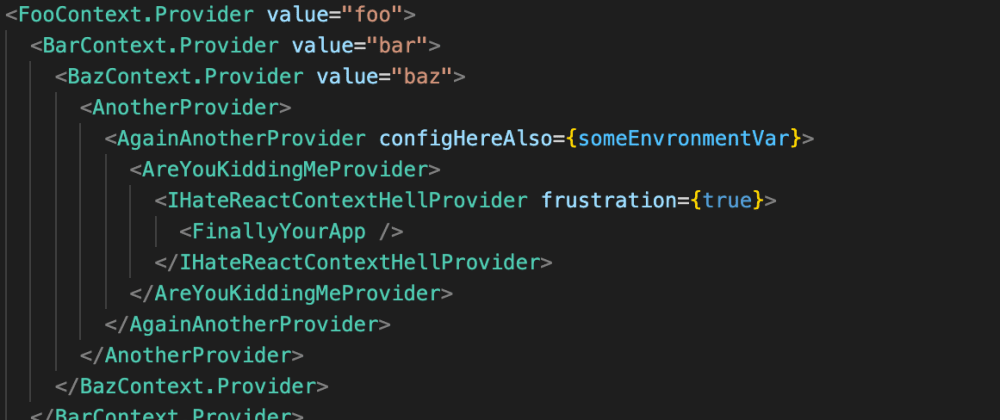 <FooContext.Provider value="foo">
<BarContext.Provider value="bar">
<BazContext.Provider value="baz">
<AnotherProvider>
<AgainAnotherProvider configHereAlso={someEnvronmentVar}>
<AreYouKiddingMeProvider>
<IHateReactContextHellProvider frustration={true}>
<FinallyYourApp />
</IHateReactContextHellProvider>
</AreYouKiddingMeProvider>
</AgainAnotherProvider>
</AnotherProvider>
</BazContext.Provider>
</BarContext.Provider>